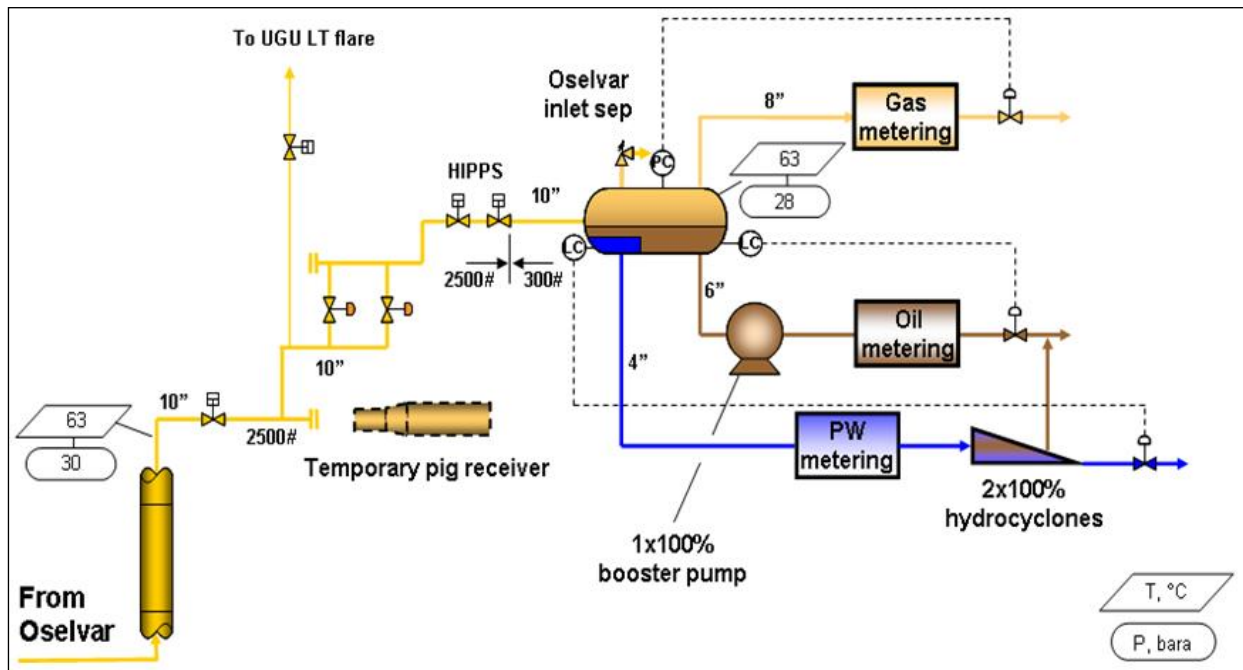 To UGU LT flare
Oselvar
inlet sep
8”
Gas
metering
PC
63
28
HIPPS
10”
LC
LC
2500#
300#
6”
Oil
metering
10”
4”
10”
63
30
2500#
Temporary pig receiver
PW
metering
2x100%
hydrocyclones
1x100%
booster pump
From
Oselvar
T, °C
P, bara